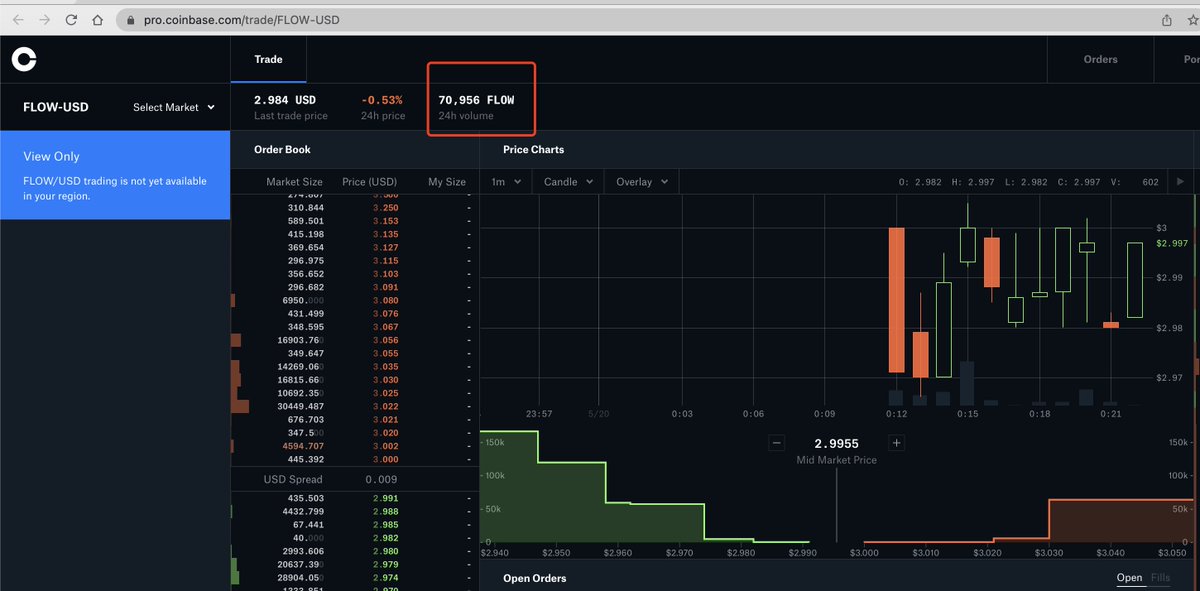 pro.coinbase.com/trade/FLOW-USD
Trade
Orders
FLOW-USD
Select Market
2.984 USD
Last trade price
-0.53%
24h price
70,956 FLOW
24h volume
View Only
FLOW/USD trading is not yet available
in your region.
Order Book
Market Size Price (USD) My Size
310.844 3.250 -
589.501 3.153 -
415.198 3.135 -
369.654 3.127 -
296.975 3.115 -
356.652 3.103 -
296.682 3.091 -
6950.000 3.080 -
431.499 3.076 -
348.595 3.067 -
16903.760 3.056 -
349.647 3.055 -
14269.060 3.035 -
16815.660 3.030 -
10692.350 3.025 -
30449.487 3.022 -
676.703 3.021 -
347.500 3.020 -
4594.707 3.002 -
445.392 3.000 -
USD Spread 0.009
435.503 2.991 -
4432.799 2.988 -
67.441 2.985 -
40.000 2.982 -
2993.606 2.980 -
20637.390 2.979 -
28904.050 2.974 -
Price Charts
1m Candle Overlay
O: 2.982 H: 2.997 L: 2.982 C: 2.997 V: 602
$3
$2.997
$2.99
$2.98
$2.97
23:57 5/20 0:03 0:06 0:09 0:12 0:15 0:18 0:21
- 2.9955 +
Mid Market Price
150k 150k
100k 100k
50k 50k
0 0
$2.940 $2.950 $2.960 $2.970 $2.980 $2.990 $3.000 $3.010 $3.020 $3.030 $3.040 $3.050
Open Orders
Open Fills